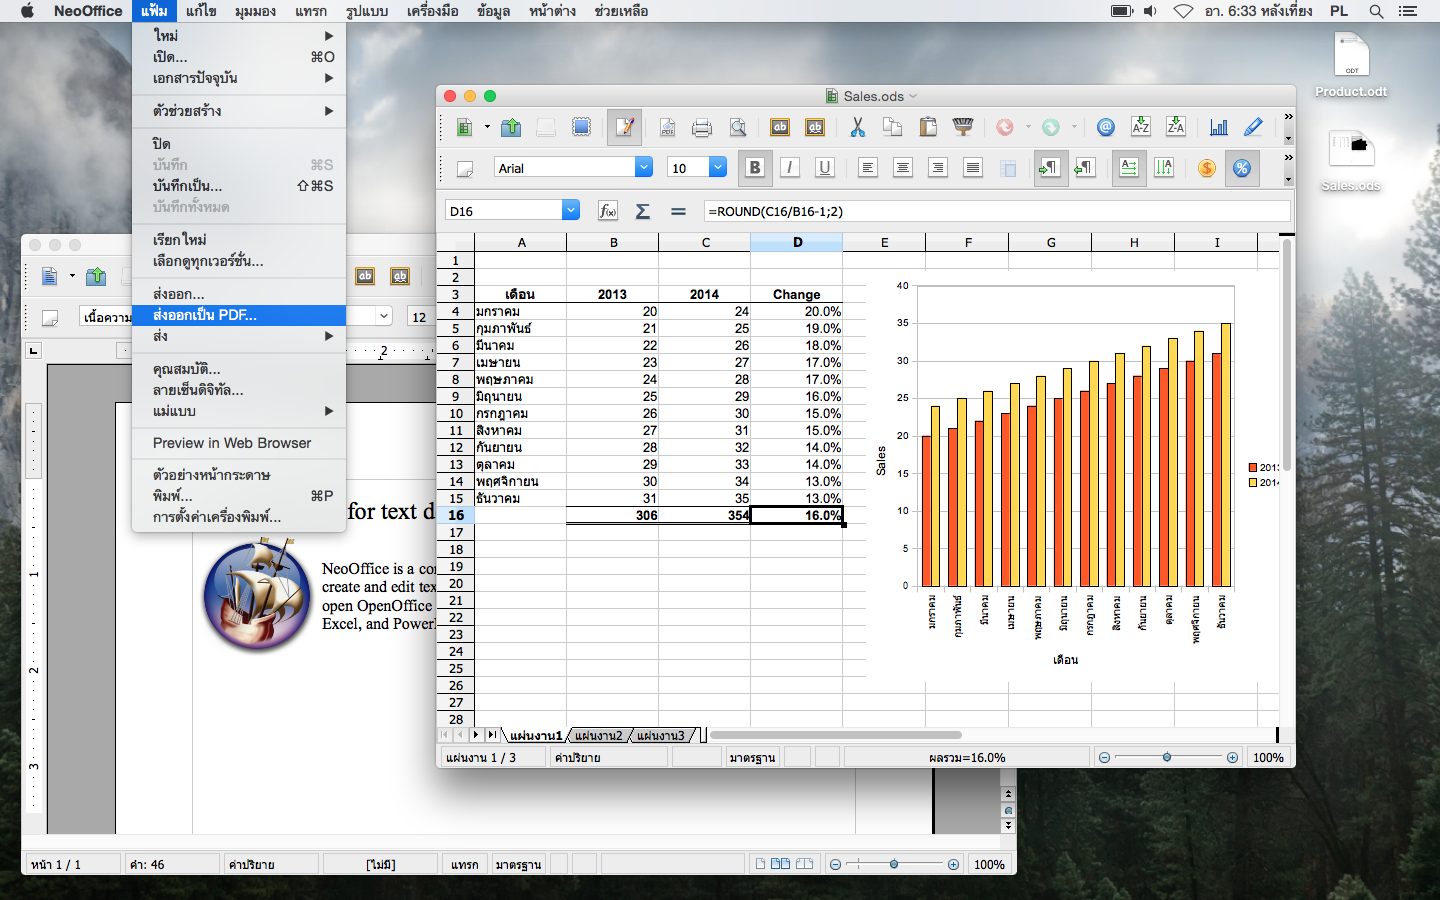 NeoOffice แฟ้ม แก้ไข มุมมอง แทรก รูปแบบ เครื่องมือ ข้อมูล หน้าต่าง ช่วยเหลือ อา. 6:33 หลังเที่ยง PL
ใหม่
เปิด... ⌘O
เอกสารปัจจุบัน
ตัวช่วยสร้าง
ปิด
บันทึก ⌘S
บันทึกเป็น... ⇧⌘S
บันทึกทั้งหมด
เรียกใหม่
เลือกดูทุกเวอร์ชั่น...
ส่งออก...
ส่งออกเป็น PDF...
ส่ง
คุณสมบัติ...
ลายเซ็นดิจิทัล...
แม่แบบ
Preview in Web Browser
ตัวอย่างหน้ากระดาษ
พิมพ์... ⌘P
การตั้งค่าเครื่องพิมพ์...
ODT
Product.odt
Sales.ods
Sales.ods
Arial 10 B I U
D16 =ROUND(C16/B16-1;2)
A B C D E F G H I
1
2
3 เดือน 2013 2014 Change
4 มกราคม 20 24 20.0%
5 กุมภาพันธ์ 21 25 19.0%
6 มีนาคม 22 26 18.0%
7 เมษายน 23 27 17.0%
8 พฤษภาคม 24 28 17.0%
9 มิถุนายน 25 29 16.0%
10 กรกฎาคม 26 30 15.0%
11 สิงหาคม 27 31 15.0%
12 กันยายน 28 32 14.0%
13 ตุลาคม 29 33 14.0%
14 พฤศจิกายน 30 34 13.0%
15 ธันวาคม 31 35 13.0%
16 306 354 16.0%
17
18
19
20
21
22
23
24
25
26
27
28
40
35
30
25
20
15
10
5
0
Sales
มกราคม กุมภาพันธ์ มีนาคม เมษายน พฤษภาคม มิถุนายน กรกฎาคม สิงหาคม กันยายน ตุลาคม พฤศจิกายน ธันวาคม
เดือน
2013
2014
แผ่นงาน1 แผ่นงาน2 แผ่นงาน3
แผ่นงาน 1 / 3 ค่าปริยาย มาตรฐาน ผลรวม=16.0% 100%
เนื้อความ 12
2
1
2
3
for text d
NeoOffice is a co
create and edit tex
open OpenOffice
Excel, and Power
หน้า 1 / 1 คำ: 46 ค่าปริยาย [ไม่มี] แทรก มาตรฐาน 100%